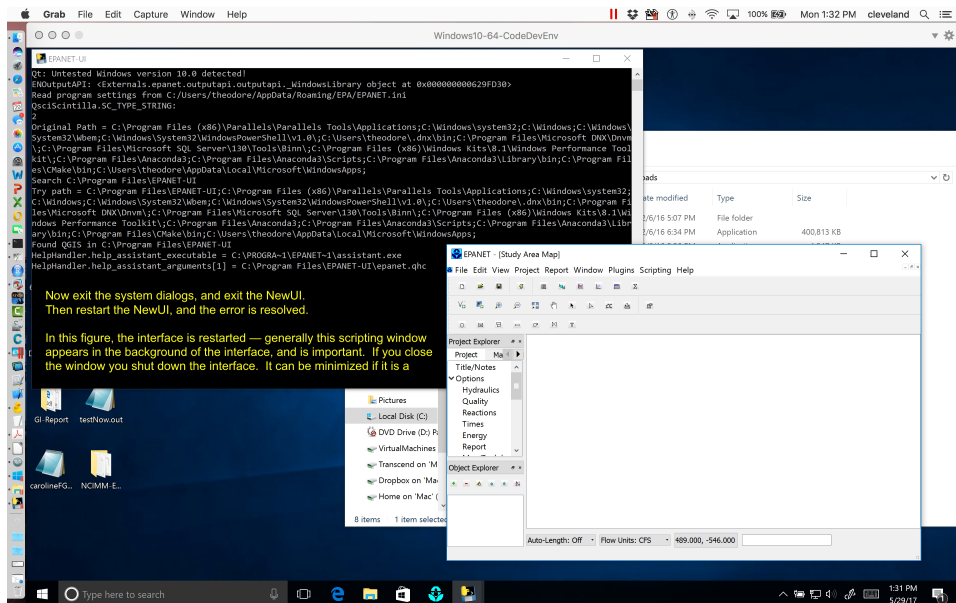 Grab File Edit Capture Window Help
100% Mon 1:32 PM cleveland
Windows10-64-CodeDevEnv
EPANET-UI
Qt: Untested Windows version 10.0 detected!
ENOutputAPI: <Externals.epanet.outputapi.outputapi._WindowsLibrary object at 0x000000000629FD30>
Read program settings from C:/Users/theodore/AppData/Roaming/EPA/EPANET.ini
QsciScintilla.SC_TYPE_STRING:
2
Original Path = C:\Program Files (x86)\Parallels\Parallels Tools\Applications;C:\Windows\system32;C:\Windows;C:\Windows\
System32\Wbem;C:\Windows\System32\WindowsPowerShell\v1.0\;C:\Users\theodore\.dnx\bin;C:\Program Files\Microsoft DNX\Dnvm
\;C:\Program Files\Microsoft SQL Server\130\Tools\Binn\;C:\Program Files (x86)\Windows Kits\8.1\Windows Performance Tool
kit\;C:\Program Files\Anaconda3;C:\Program Files\Anaconda3\Scripts;C:\Program Files\Anaconda3\Library\bin;C:\Program Fil
es\CMake\bin;C:\Users\theodore\AppData\Local\Microsoft\WindowsApps;
Search C:\Program Files\EPANET-UI
Try path = C:\Program Files\EPANET-UI;C:\Program Files (x86)\Parallels\Parallels Tools\Applications;C:\Windows\system32;
C:\Windows;C:\Windows\System32\Wbem;C:\Windows\System32\WindowsPowerShell\v1.0\;C:\Users\theodore\.dnx\bin;C:\Program Fi
les\Microsoft DNX\Dnvm\;C:\Program Files\Microsoft SQL Server\130\Tools\Binn\;C:\Program Files (x86)\Windows Kits\8.1\Wi
ndows Performance Toolkit\;C:\Program Files\Anaconda3;C:\Program Files\Anaconda3\Scripts;C:\Program Files\Anaconda3\Libr
ary\bin;C:\Program Files\CMake\bin;C:\Users\theodore\AppData\Local\Microsoft\WindowsApps;
Found QGIS in C:\Program Files\EPANET-UI
HelpHandler.help_assistant_executable = C:\PROGRA~1\EPANET~1\assistant.exe
HelpHandler.help_assistant_arguments[1] = C:\Program Files\EPANET-UI\epanet.qhc
Now exit the system dialogs, and exit the NewUI.
Then restart the NewUI, and the error is resolved.
In this figure, the interface is restarted — generally this scripting window
appears in the background of the interface, and is important. If you close
the window you shut down the interface. It can be minimized if it is a
oads
ate modified Type Size
2/6/16 5:07 PM File folder
2/6/16 6:34 PM Application 400,813 KB
EPANET - [Study Area Map]
File Edit View Project Report Window Plugins Scripting Help
Project Explorer
Project Ma
Title/Notes
Options
Hydraulics
Quality
Reactions
Times
Energy
Report
Object Explorer
Auto-Length: Off Flow Units: CFS 489.000, -546.000
GI-Report testNow.out
carolineFG... NCIMM-E...
Pictures
Local Disk (C:)
DVD Drive (D:) Pa
VirtualMachines
Transcend on 'M
Dropbox on 'Ma
Home on 'Mac' (
8 items 1 item selected
Type here to search
1:31 PM
5/29/17